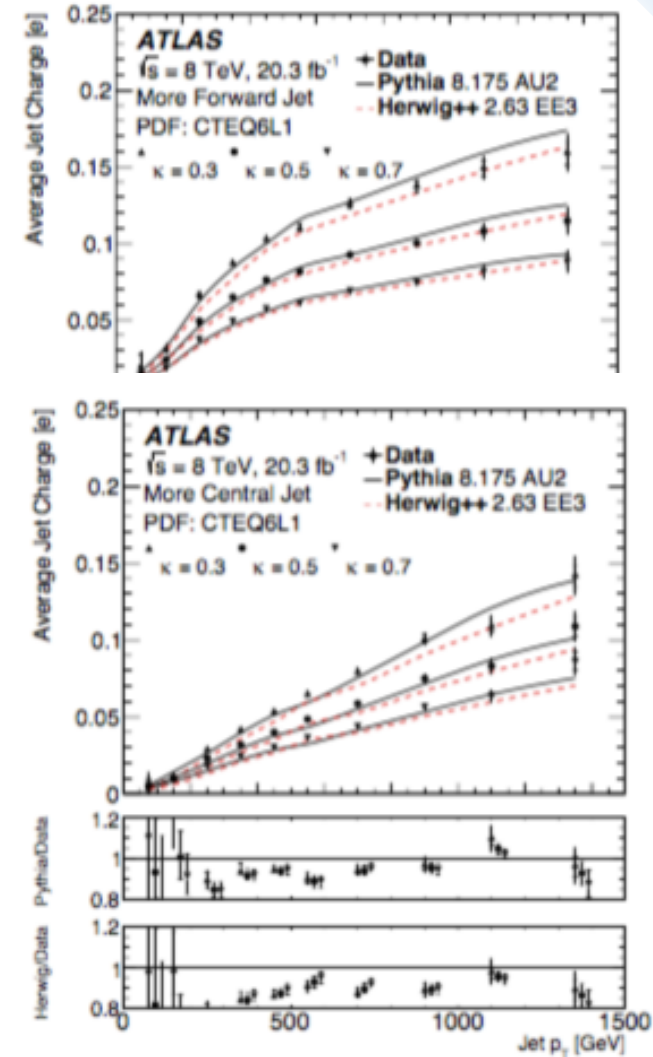 0.25
ATLAS
√s = 8 TeV, 20.3 fb-1
More Forward Jet
PDF: CTEQ6L1
κ = 0.3 κ = 0.5 κ = 0.7
Data
Pythia 8.175 AU2
Herwig++ 2.63 EE3
Average Jet Charge [e]
0.2
0.15
0.1
0.05
0.25
ATLAS
√s = 8 TeV, 20.3 fb-1
More Central Jet
PDF: CTEQ6L1
κ = 0.3 κ = 0.5 κ = 0.7
Data
Pythia 8.175 AU2
Herwig++ 2.63 EE3
Average Jet Charge [e]
0.2
0.15
0.1
0.05
0
Pythia/Data
1.2
1
0.8
Herwig/Data
1.2
1
0.8
0 500 1000 1500
Jet pT [GeV]